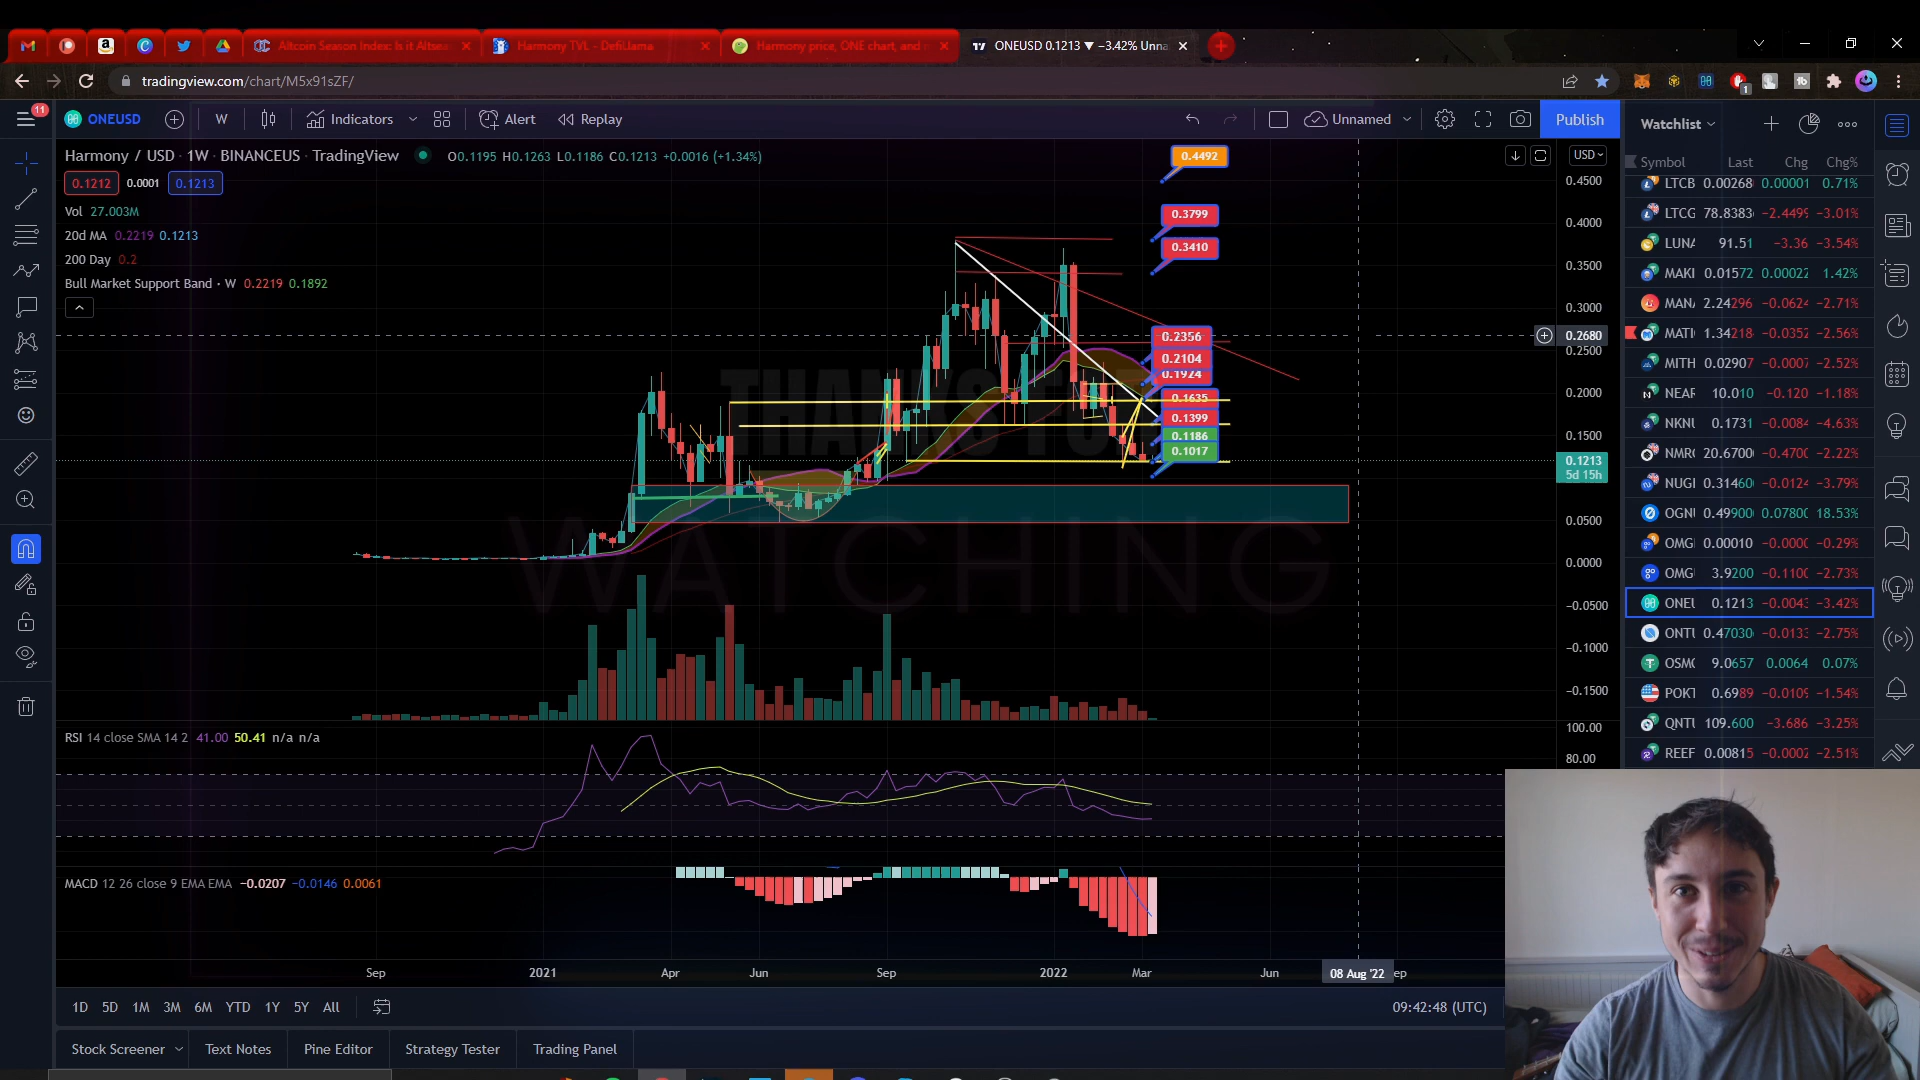 Altcoin Season Index: Is it Altsea
Harmony TVL - DefiLlama
Harmony price, ONE chart, and m
ONEUSD 0.1213 ▼ −3.42% Unna
tradingview.com/chart/M5x91sZF/
11
ONEUSD
W
Indicators
Alert
Replay
Unnamed
Publish
Harmony / USD · 1W · BINANCEUS · TradingView
O0.1195 H0.1263 L0.1186 C0.1213 +0.0016 (+1.34%)
0.1212
0.0001
0.1213
Vol 27.003M
20d MA 0.2219 0.1213
200 Day 0.2
Bull Market Support Band · W 0.2219 0.1892
0.4492
0.3799
0.3410
0.2356
0.2104
0.1924
0.1635
0.1399
0.1186
0.1017
THANKS FOR
WATCHING
USD
0.4500
0.4000
0.3500
0.3000
0.2680
0.2500
0.2000
0.1500
0.1213
5d 15h
0.0500
0.0000
−0.0500
−0.1000
−0.1500
100.00
80.00
RSI 14 close SMA 14 2 41.00 50.41 n/a n/a
MACD 12 26 close 9 EMA EMA −0.0207 −0.0146 0.0061
Sep 2021 Apr Jun Sep 2022 Mar Jun 08 Aug '22 ep
1D 5D 1M 3M 6M YTD 1Y 5Y All
09:42:48 (UTC)
Stock Screener
Text Notes
Pine Editor
Strategy Tester
Trading Panel
Watchlist
Symbol Last Chg Chg%
LTCB 0.00268 0.00001 0.71%
LTCG 78.8383 −2.4499 −3.01%
LUNA 91.51 −3.36 −3.54%
MAKI 0.01572 0.00022 1.42%
MANA 2.24296 −0.0624 −2.71%
MATI 1.34218 −0.0352 −2.56%
MITH 0.02907 −0.0007 −2.52%
NEAR 10.010 −0.120 −1.18%
NKNU 0.1731 −0.0084 −4.63%
NMRC 20.6700 −0.4700 −2.22%
NUGI 0.31460 −0.0124 −3.79%
OGNU 0.49900 0.07800 18.53%
OMGI 0.00010 −0.0000 −0.29%
OMG 3.9200 −0.1100 −2.73%
ONEU 0.1213 −0.0043 −3.42%
ONTU 0.47030 −0.0133 −2.75%
OSMO 9.0657 0.0064 0.07%
POKT 0.6989 −0.0109 −1.54%
QNTU 109.600 −3.686 −3.25%
REEF 0.00815 −0.0002 −2.51%